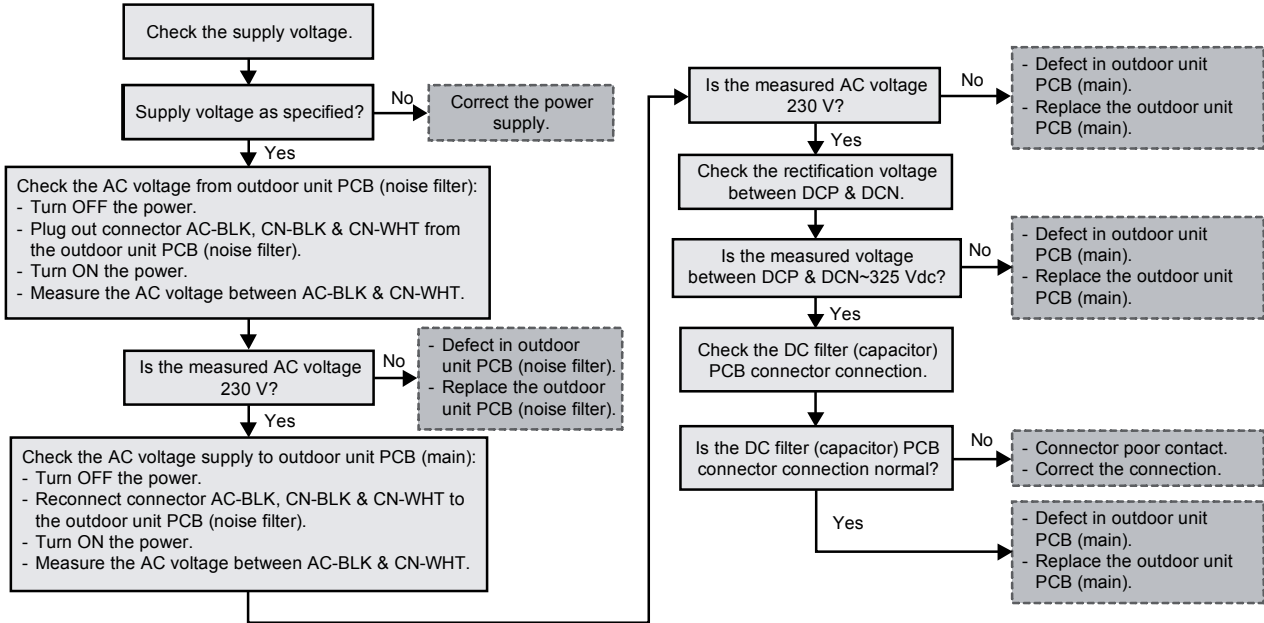 Check the supply voltage.
Supply voltage as specified?
No
Correct the power
supply.
Yes
Check the AC voltage from outdoor unit PCB (noise filter):
- Turn OFF the power.
- Plug out connector AC-BLK, CN-BLK & CN-WHT from
the outdoor unit PCB (noise filter).
- Turn ON the power.
- Measure the AC voltage between AC-BLK & CN-WHT.
Is the measured AC voltage
230 V?
No
- Defect in outdoor
unit PCB (noise filter).
- Replace the outdoor
unit PCB (noise filter).
Yes
Check the AC voltage supply to outdoor unit PCB (main):
- Turn OFF the power.
- Reconnect connector AC-BLK, CN-BLK & CN-WHT to
the outdoor unit PCB (noise filter).
- Turn ON the power.
- Measure the AC voltage between AC-BLK & CN-WHT.
Is the measured AC voltage
230 V?
No
- Defect in outdoor unit
PCB (main).
- Replace the outdoor unit
PCB (main).
Yes
Check the rectification voltage
between DCP & DCN.
Is the measured voltage
between DCP & DCN~325 Vdc?
No
- Defect in outdoor unit
PCB (main).
- Replace the outdoor unit
PCB (main).
Yes
Check the DC filter (capacitor)
PCB connector connection.
Is the DC filter (capacitor) PCB
connector connection normal?
No
- Connector poor contact.
- Correct the connection.
Yes
- Defect in outdoor unit
PCB (main).
- Replace the outdoor unit
PCB (main).